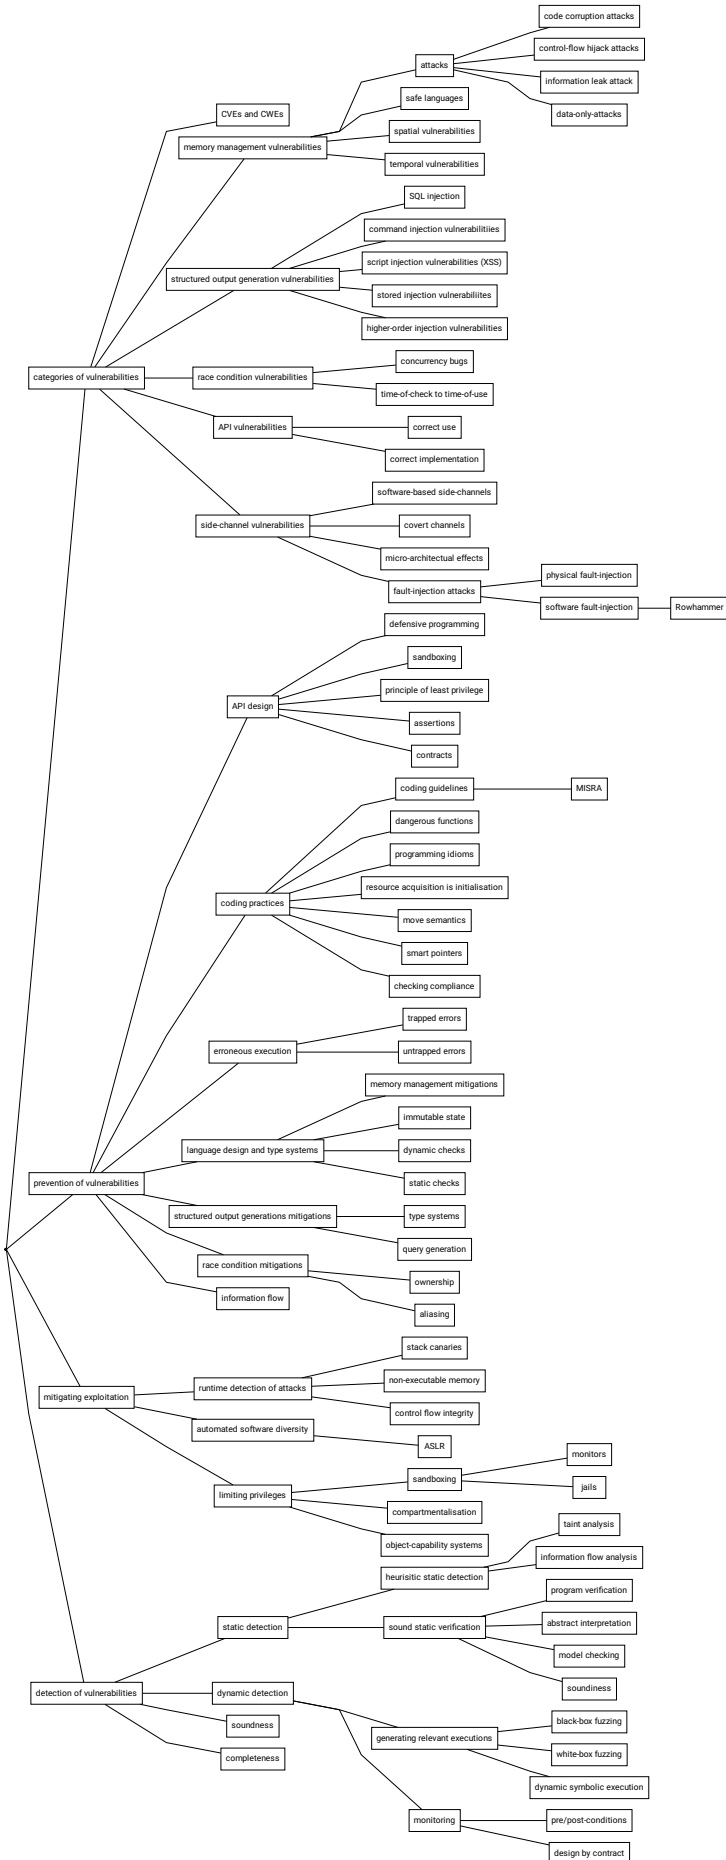 code corruption attacks
control-flow hijack attacks
attacks
information leak attack
safe languages
CVEs and CWEs
data-only-attacks
spatial vulnerabilities
memory management vulnerabilities
temporal vulnerabilities
SQL injection
command injection vulnerabilitiies
script injection vulnerabilities (XSS)
structured output generation vulnerabilities
stored injection vulnerabiliites
higher-order injection vulnerabilities
concurrency bugs
categories of vulnerabilities
race condition vulnerabilities
time-of-check to time-of-use
API vulnerabilities
correct use
correct implementation
software-based side-channels
side-channel vulnerabilities
covert channels
micro-architectual effects
physical fault-injection
fault-injection attacks
software fault-injection
Rowhammer
defensive programming
sandboxing
principle of least privilege
API design
assertions
contracts
coding guidelines
MISRA
dangerous functions
programming idioms
resource acquisition is initialisation
coding practices
move semantics
smart pointers
checking compliance
trapped errors
erroneous execution
untrapped errors
memory management mitigations
immutable state
language design and type systems
dynamic checks
prevention of vulnerabilities
static checks
structured output generations mitigations
type systems
query generation
race condition mitigations
ownership
information flow
aliasing
stack canaries
non-executable memory
runtime detection of attacks
mitigating exploitation
control flow integrity
automated software diversity
ASLR
monitors
sandboxing
jails
limiting privileges
compartmentalisation
taint analysis
object-capability systems
information flow analysis
heurisitic static detection
program verification
abstract interpretation
static detection
sound static verification
model checking
soundiness
detection of vulnerabilities
dynamic detection
black-box fuzzing
soundness
generating relevant executions
white-box fuzzing
completeness
dynamic symbolic execution
monitoring
pre/post-conditions
design by contract